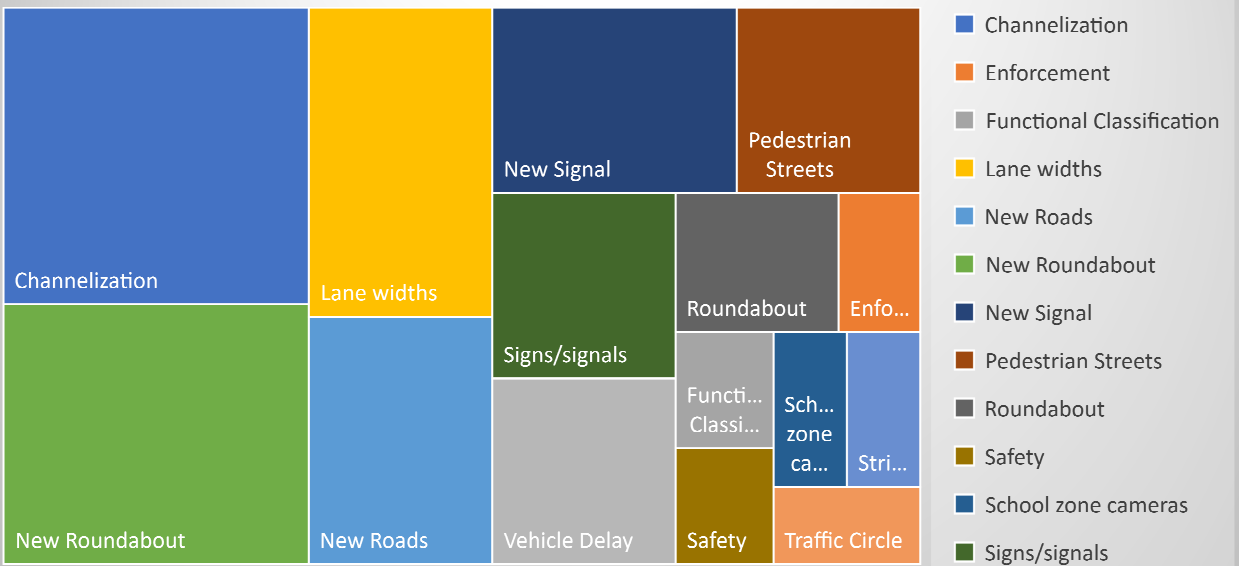 Channelization
Lane widths
New Signal
Pedestrian
Streets
Signs/signals
Roundabout
Enfo...
New Roundabout
New Roads
Vehicle Delay
Functi...
Classi...
Sch...
zone
ca...
Stri...
Safety
Traffic Circle
Channelization
Enforcement
Functional Classification
Lane widths
New Roads
New Roundabout
New Signal
Pedestrian Streets
Roundabout
Safety
School zone cameras
Signs/signals